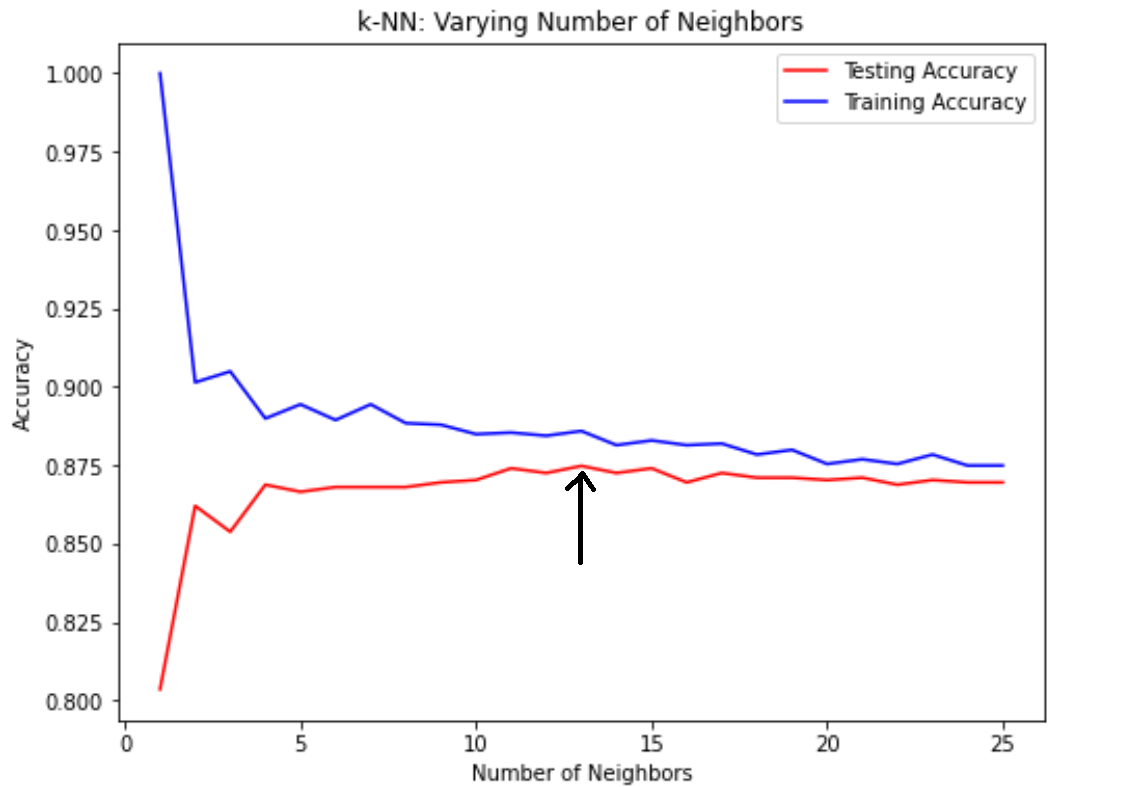 k-NN: Varying Number of Neighbors
Testing Accuracy
Training Accuracy
1.000
0.975
0.950
0.925
0.900
0.875
0.850
0.825
0.800
Accuracy
0 5 10 15 20 25
Number of Neighbors